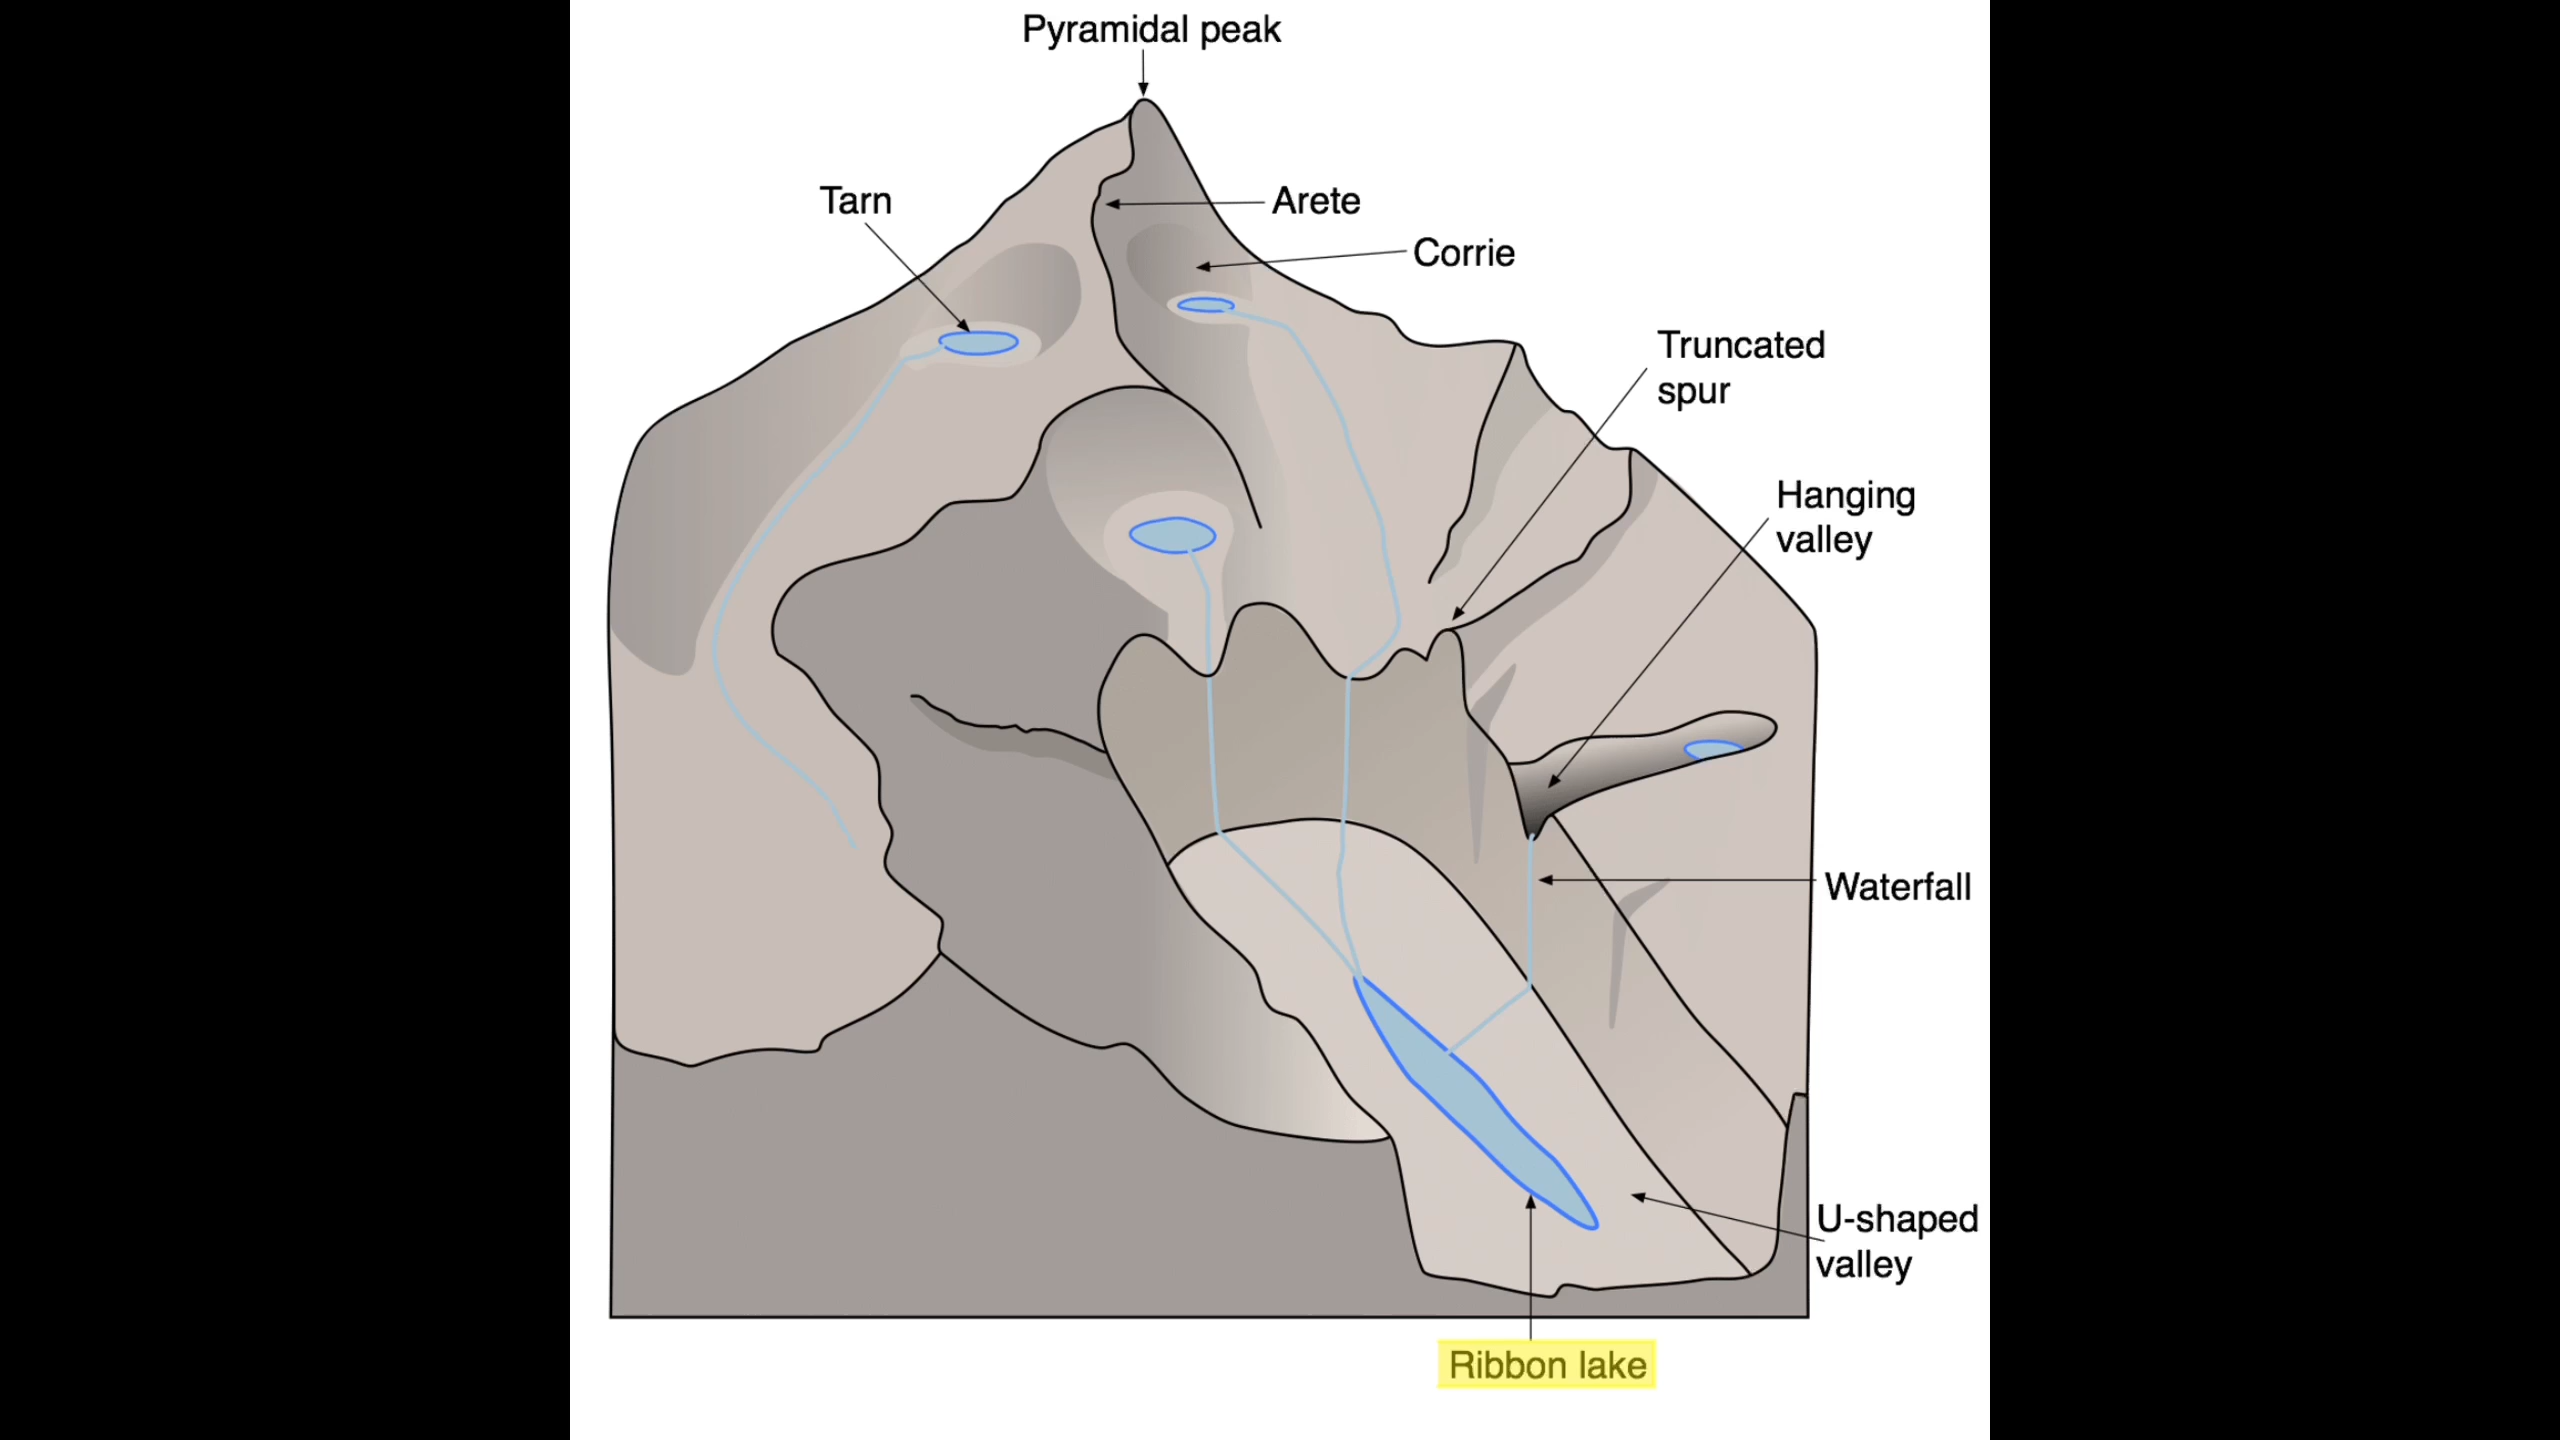 Pyramidal peak
Tarn
Arete
Corrie
Truncated
spur
Hanging
valley
Waterfall
U-shaped
valley
Ribbon lake